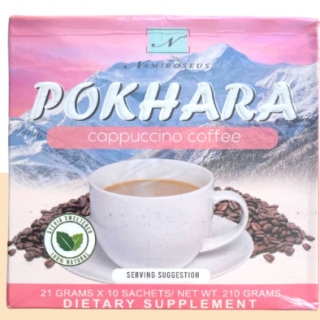 N
NAMIROSEUS
POKHARA
cappuccino coffee
STEVIA SWEETENED
100% NATURAL
SERVING SUGGESTION
21 GRAMS X 10 SACHETS/ NET WT. 210 GRAMS
DIETARY SUPPLEMENT